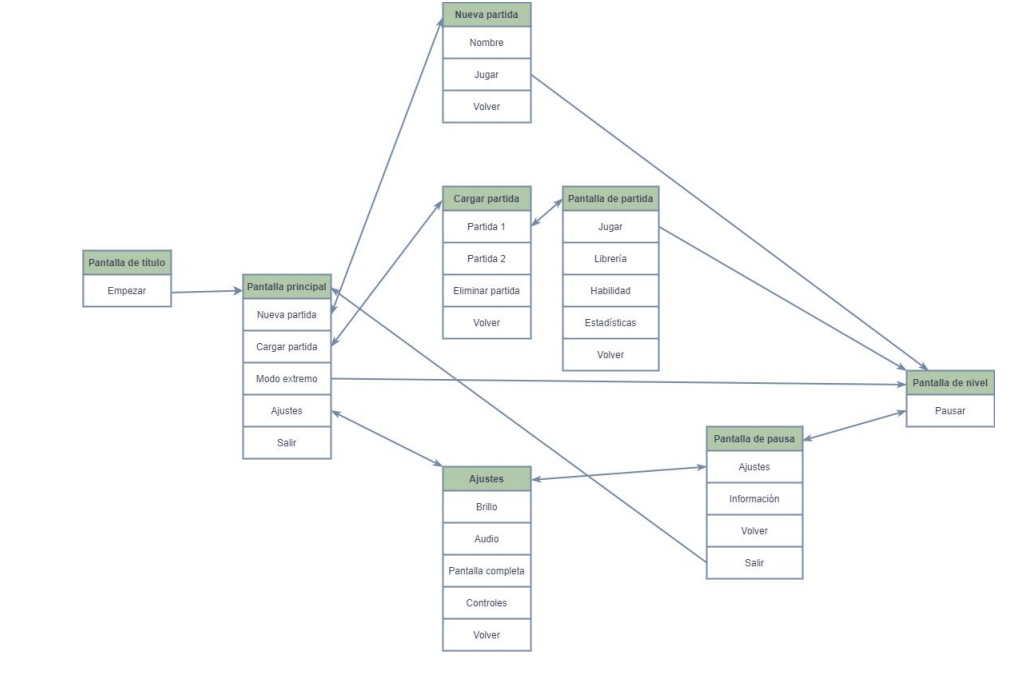 Nueva partida
Nombre
Jugar
Volver
Cargar partida
Partida 1
Partida 2
Eliminar partida
Volver
Pantalla de partida
Jugar
Librería
Habilidad
Estadísticas
Volver
Pantalla de título
Empezar
Pantalla principal
Nueva partida
Cargar partida
Modo extremo
Ajustes
Salir
Pantalla de nivel
Pausar
Pantalla de pausa
Ajustes
Información
Volver
Salir
Ajustes
Brillo
Audio
Pantalla completa
Controles
Volver